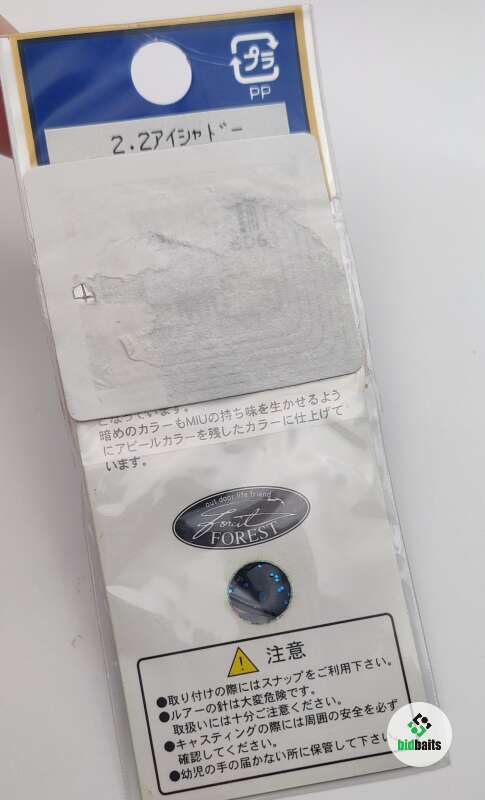 プラ
PP
2.2アイシャドー
となっています。
暗めのカラーもMIUの持ち味を生かせるよう
にアピールカラーを残したカラーに仕上げて
います。
out door life friend
Forest
FOREST
注意
●取り付けの際にはスナップをご利用下さい。
●ルアーの針は大変危険です。
取扱いには十分ご注意ください。
●キャスティングの際には周囲の安全を必ず
確認してください。
●幼児の手の届かない所に保管して下さい
bidbaits